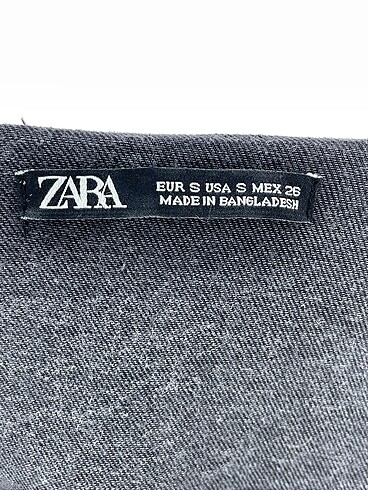 ZARA
EUR S USA S MEX 26
MADE IN BANGLADESH